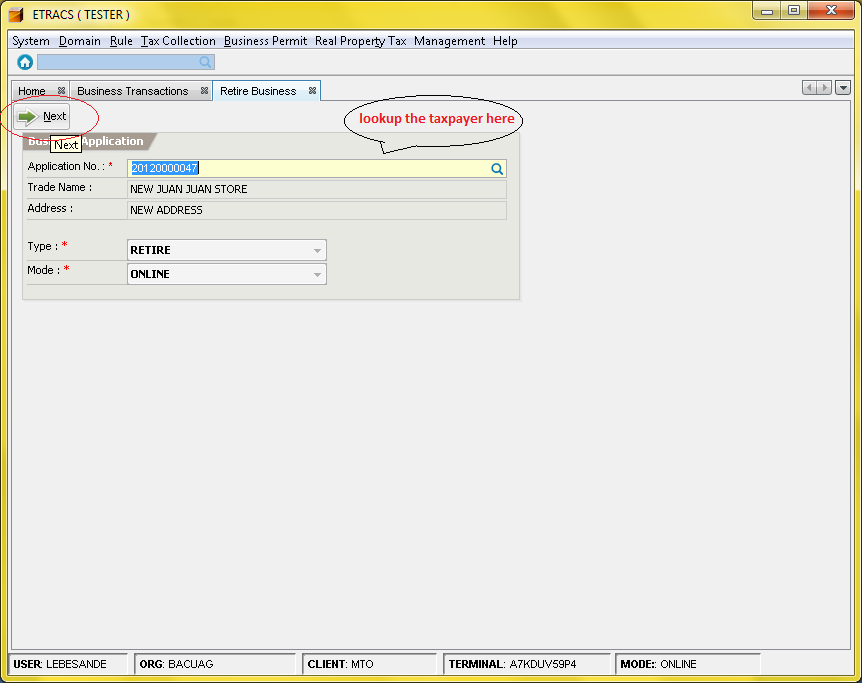 ETRACS ( TESTER )
System Domain Rule Tax Collection Business Permit Real Property Tax Management Help
Home Business Transactions Retire Business
Next
lookup the taxpayer here
Application
Next
Application No. : *
20120000047
Trade Name :
NEW JUAN JUAN STORE
Address :
NEW ADDRESS
Type : *
RETIRE
Mode : *
ONLINE
USER: LEBESANDE ORG: BACUAG CLIENT: MTO TERMINAL: A7KDUV59P4 MODE:: ONLINE